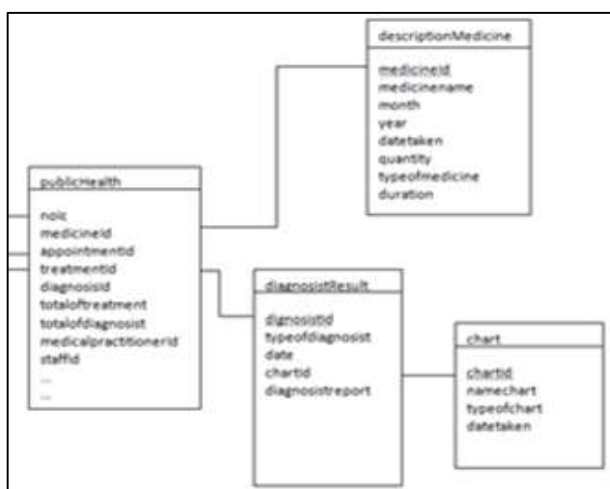 descriptionMedicine
medicineId
medicinename
month
year
datetaken
quantity
typeofmedicine
duration
publicHealth
noic
medicineId
appointmentid
treatmentId
diagnosisId
totaloftreatment
totalofdiagnosist
medicalpractitionerId
staffId
...
...
diagnosistResult
dignosistid
typeofdiagnosist
date
chartid
diagnosistreport
chart
chartid
namechart
typeofchart
datetaken